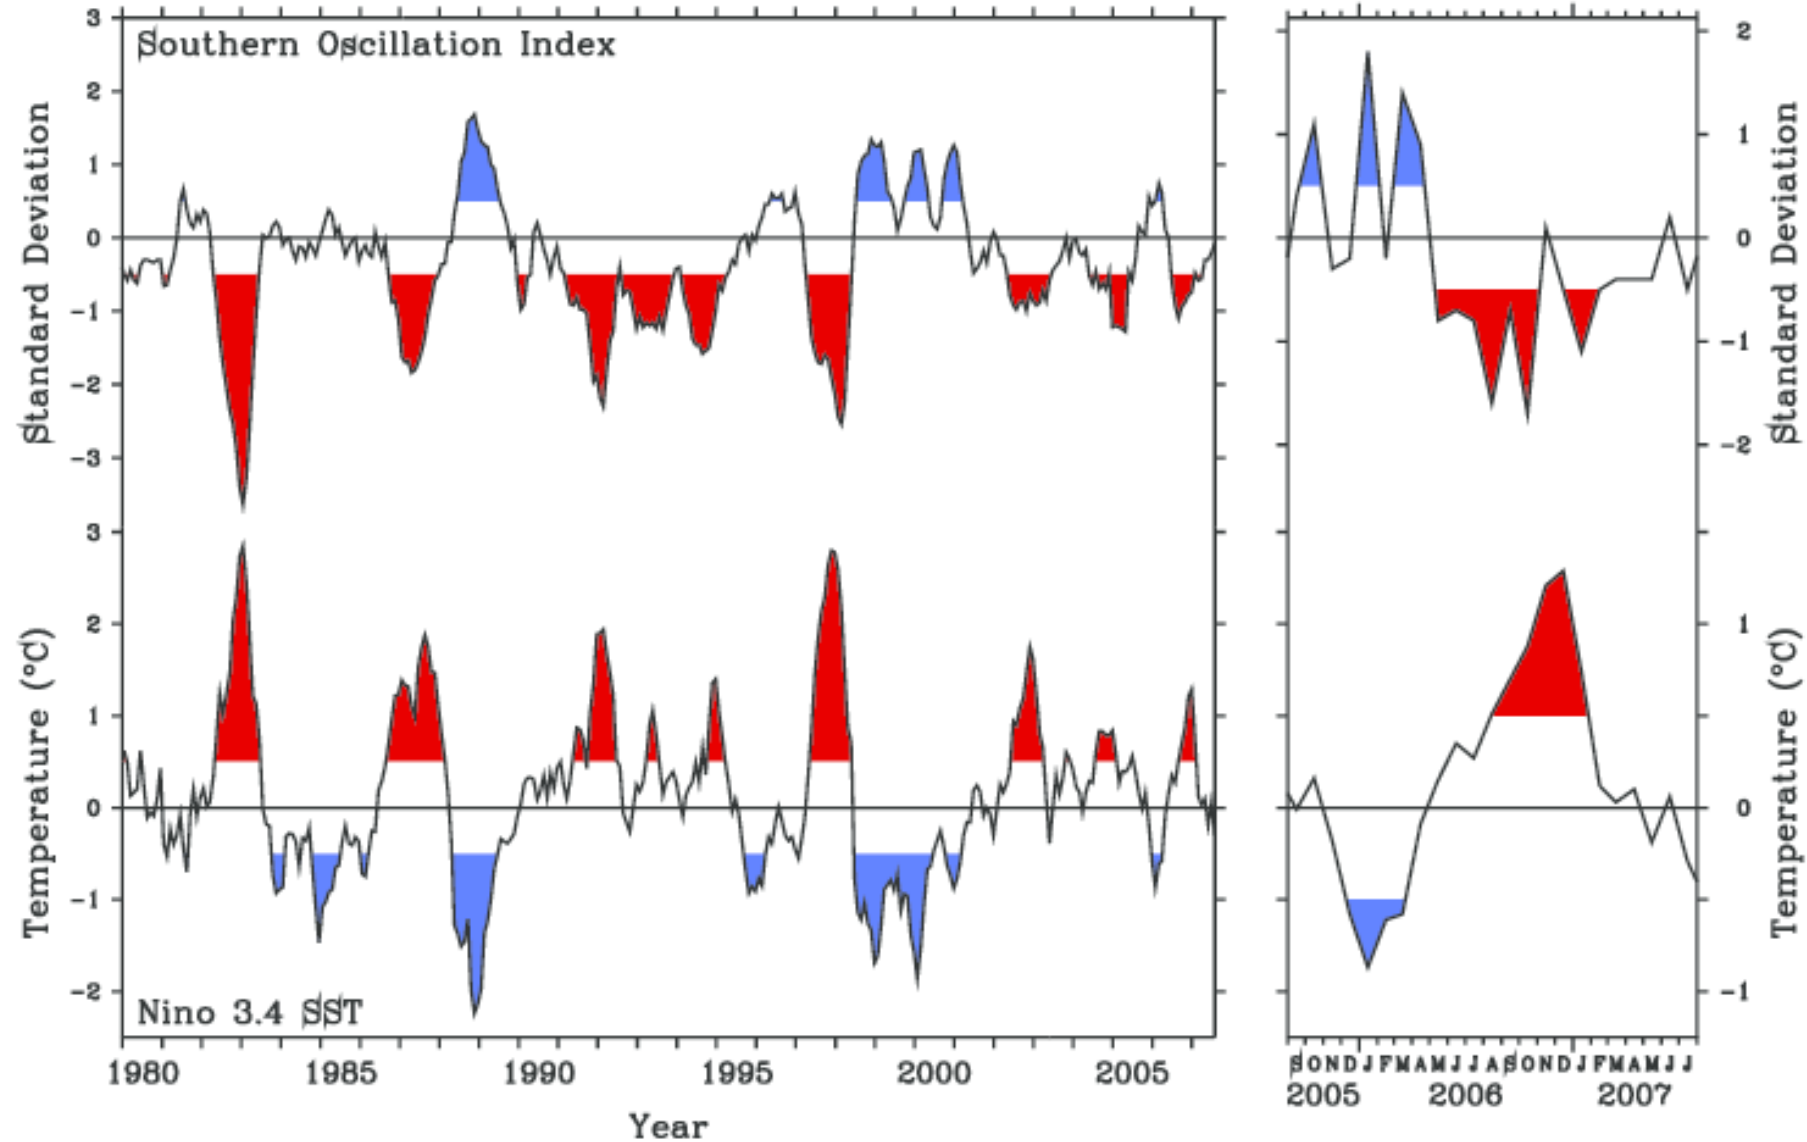 Southern Oscillation Index
Standard Deviation
3
2
1
0
-1
-2
-3
2
1
0
-1
-2
Standard Deviation
Temperature (°C)
3
2
1
0
-1
-2
1
0
-1
Temperature (°C)
Nino 3.4 SST
1980 1985 1990 1995 2000 2005
Year
S O N D J F M A M J J A S O N D J F M A M J J
2005 2006 2007